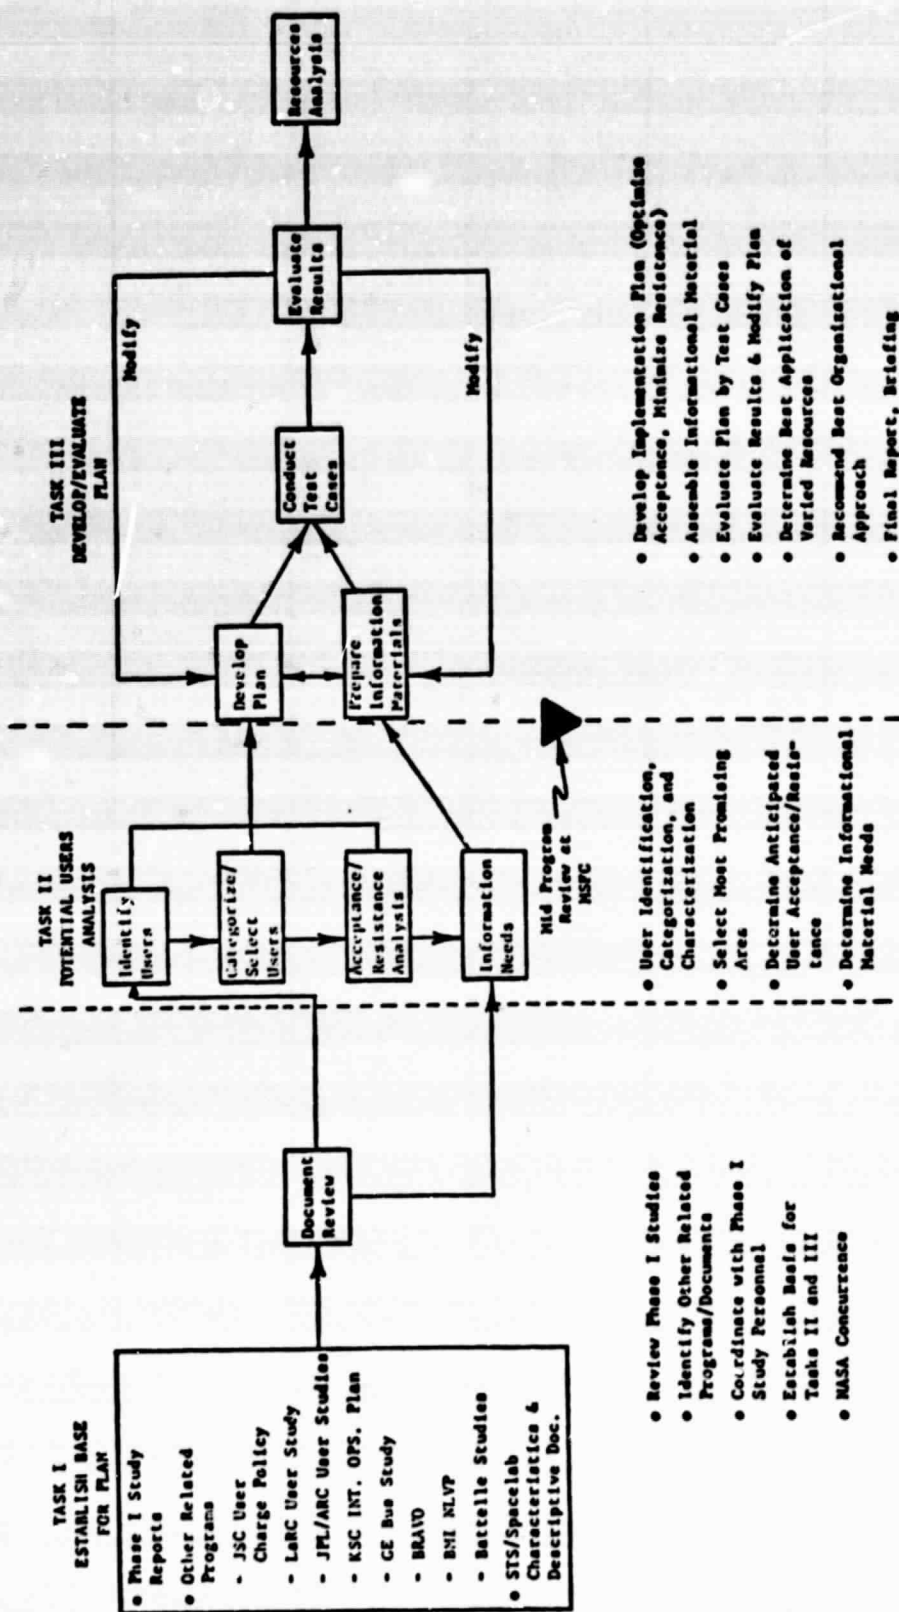 TASK I
ESTABLISH BASE
FOR PLAN
• Phase I Study
Reports
• Other Related
Programs
- JSC User
Charge Policy
- LaRC User Study
- JPL/ARC User Studies
- KSC INT. OPS. Plan
- GE Bus Study
- BRAVO
- BMI NLVP
- Battelle Studies
• STS/Spacelab
Characteristics &
Descriptive Doc.
Document
Review
• Review Phase I Studies
• Identify Other Related
Programs/Documents
• Coordinate with Phase I
Study Personnel
• Establish Basis for
Tasks II and III
• NASA Concurrence
TASK II
POTENTIAL USERS
ANALYSIS
Identify
Users
Categorize/
Select
Users
Acceptance/
Resistance
Analysis
Information
Needs
Mid Program
Review at
MSFC
• User Identification,
Categorization, and
Characterization
• Select Most Promising
Area
• Determine Anticipated
User Acceptance/Resis-
tance
• Determine Informational
Material Needs
TASK III
DEVELOP/EVALUATE
PLAN
Modify
Develop
Plan
Prepare
Information
Materials
Conduct
Test
Cases
Evaluate
Results
Resources
Analysis
Modify
• Develop Implementation Plan (Optimize
Acceptance, Minimize Resistance)
• Assemble Informational Material
• Evaluate Plan by Test Cases
• Evaluate Results & Modify Plan
• Determine Best Application of
Varied Resources
• Recommend Best Organizational
Approach
• Final Report, Briefing